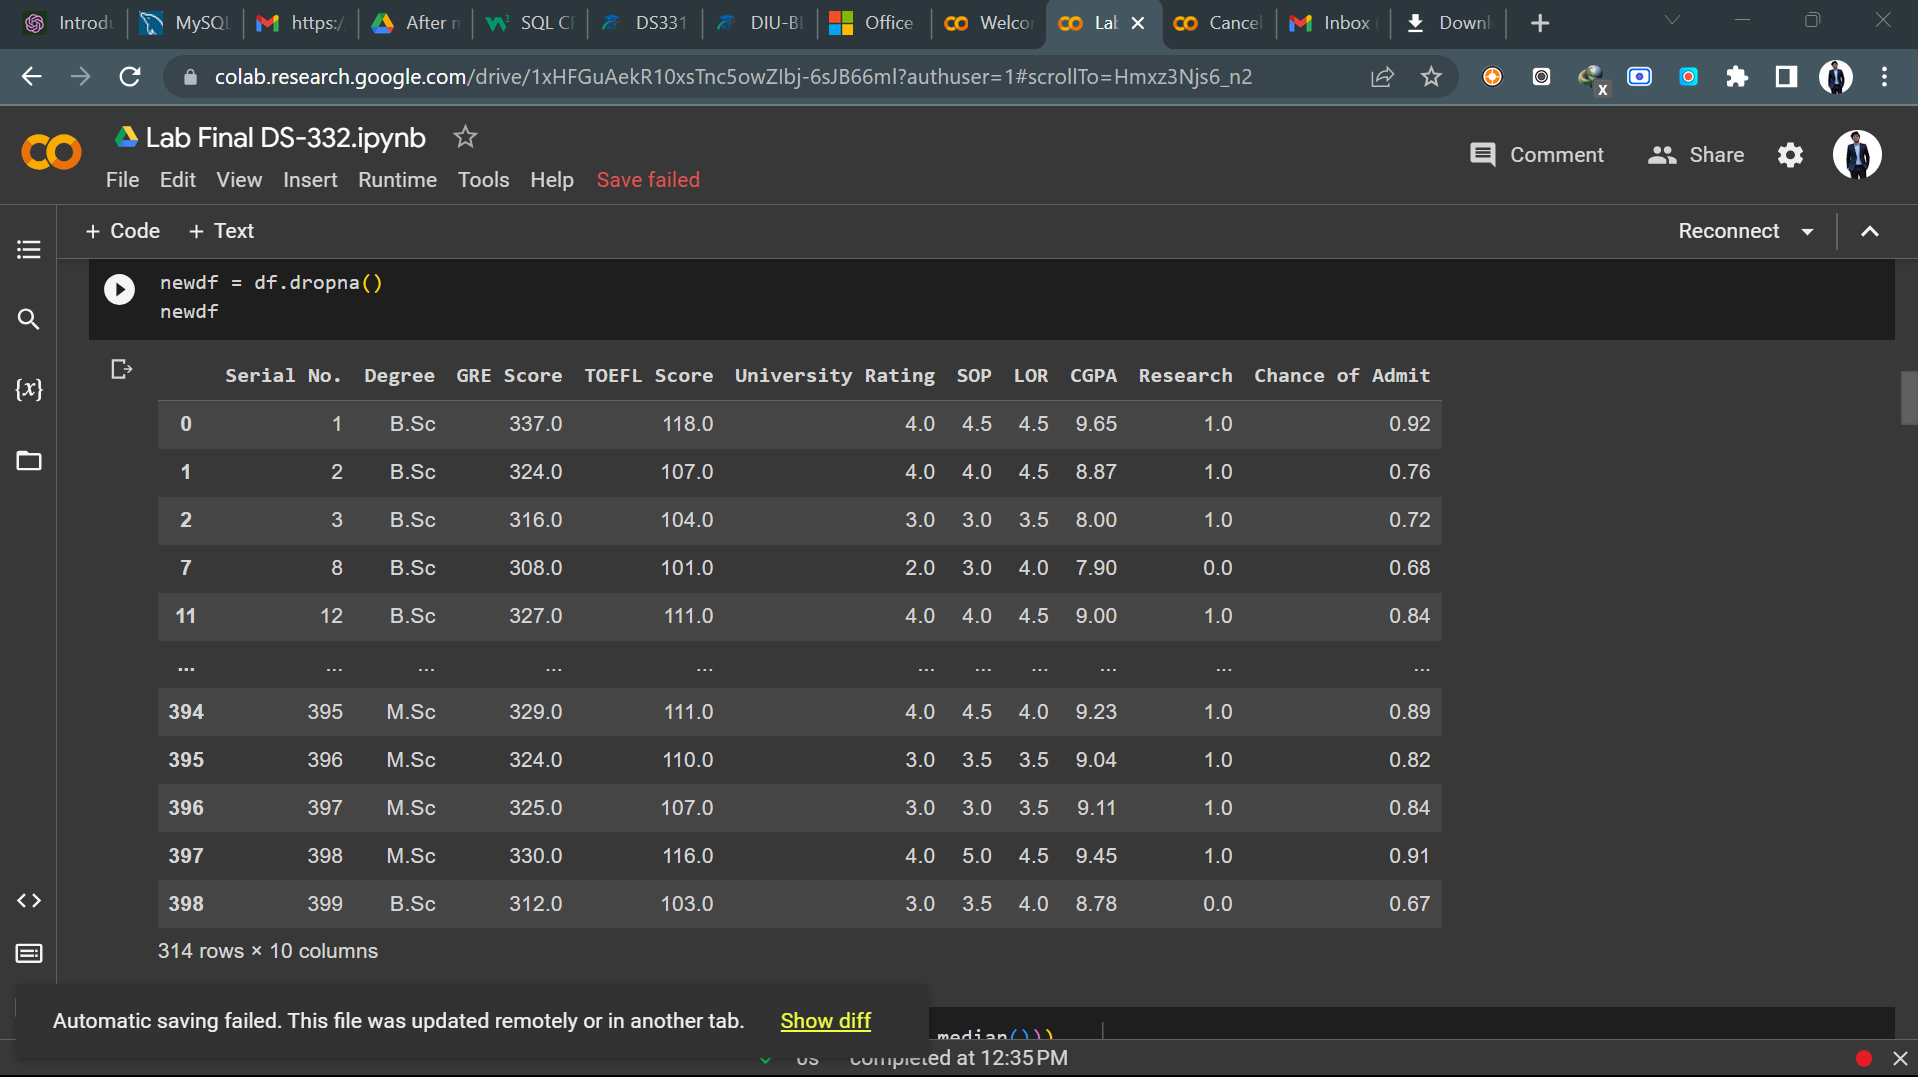 Introdu MySQL https:/ After n SQL CR DS331 DIU-BL Office Welco Lab Cancel Inbox Downl
colab.research.google.com/drive/1xHFGuAekR10xsTnc5owZIbj-6sJB66ml?authuser=1#scrollTo=Hmxz3Njs6_n2
Lab Final DS-332.ipynb
Comment Share
File Edit View Insert Runtime Tools Help Save failed
+ Code + Text Reconnect
newdf = df.dropna()
newdf
Serial No. Degree GRE Score TOEFL Score University Rating SOP LOR CGPA Research Chance of Admit
0 1 B.Sc 337.0 118.0 4.0 4.5 4.5 9.65 1.0 0.92
1 2 B.Sc 324.0 107.0 4.0 4.0 4.5 8.87 1.0 0.76
2 3 B.Sc 316.0 104.0 3.0 3.0 3.5 8.00 1.0 0.72
7 8 B.Sc 308.0 101.0 2.0 3.0 4.0 7.90 0.0 0.68
11 12 B.Sc 327.0 111.0 4.0 4.0 4.5 9.00 1.0 0.84
... ... ... ... ... ... ... ... ... ... ...
394 395 M.Sc 329.0 111.0 4.0 4.5 4.0 9.23 1.0 0.89
395 396 M.Sc 324.0 110.0 3.0 3.5 3.5 9.04 1.0 0.82
396 397 M.Sc 325.0 107.0 3.0 3.0 3.5 9.11 1.0 0.84
397 398 M.Sc 330.0 116.0 4.0 5.0 4.5 9.45 1.0 0.91
398 399 B.Sc 312.0 103.0 3.0 3.5 4.0 8.78 0.0 0.67
314 rows × 10 columns
Automatic saving failed. This file was updated remotely or in another tab. Show diff
median()))
0s completed at 12:35 PM